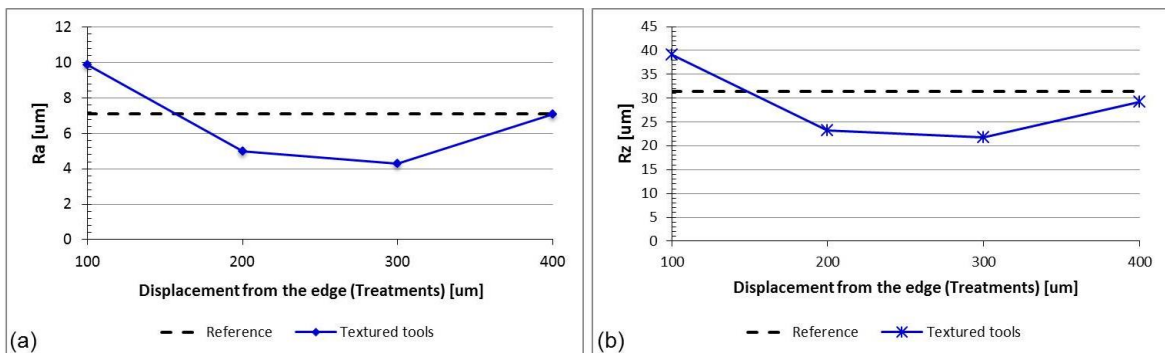 12
10
8
6
4
2
0
Ra [um]
100 200 300 400
Displacement from the edge (Treatments) [um]
Reference Textured tools
(a)
45
40
35
30
25
20
15
10
5
0
Rz [um]
100 200 300 400
Displacement from the edge (Treatments) [um]
Reference Textured tools
(b)